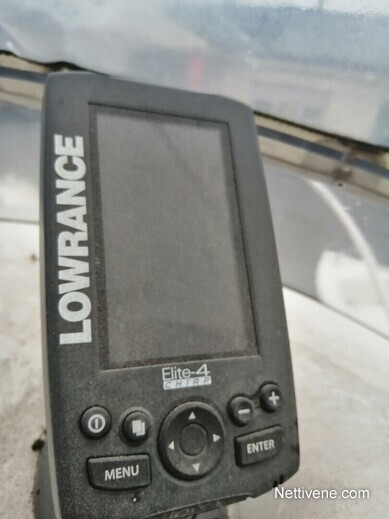 LOWRANCE
Elite-4
CHIRP
MENU
ENTER
Nettivene.com